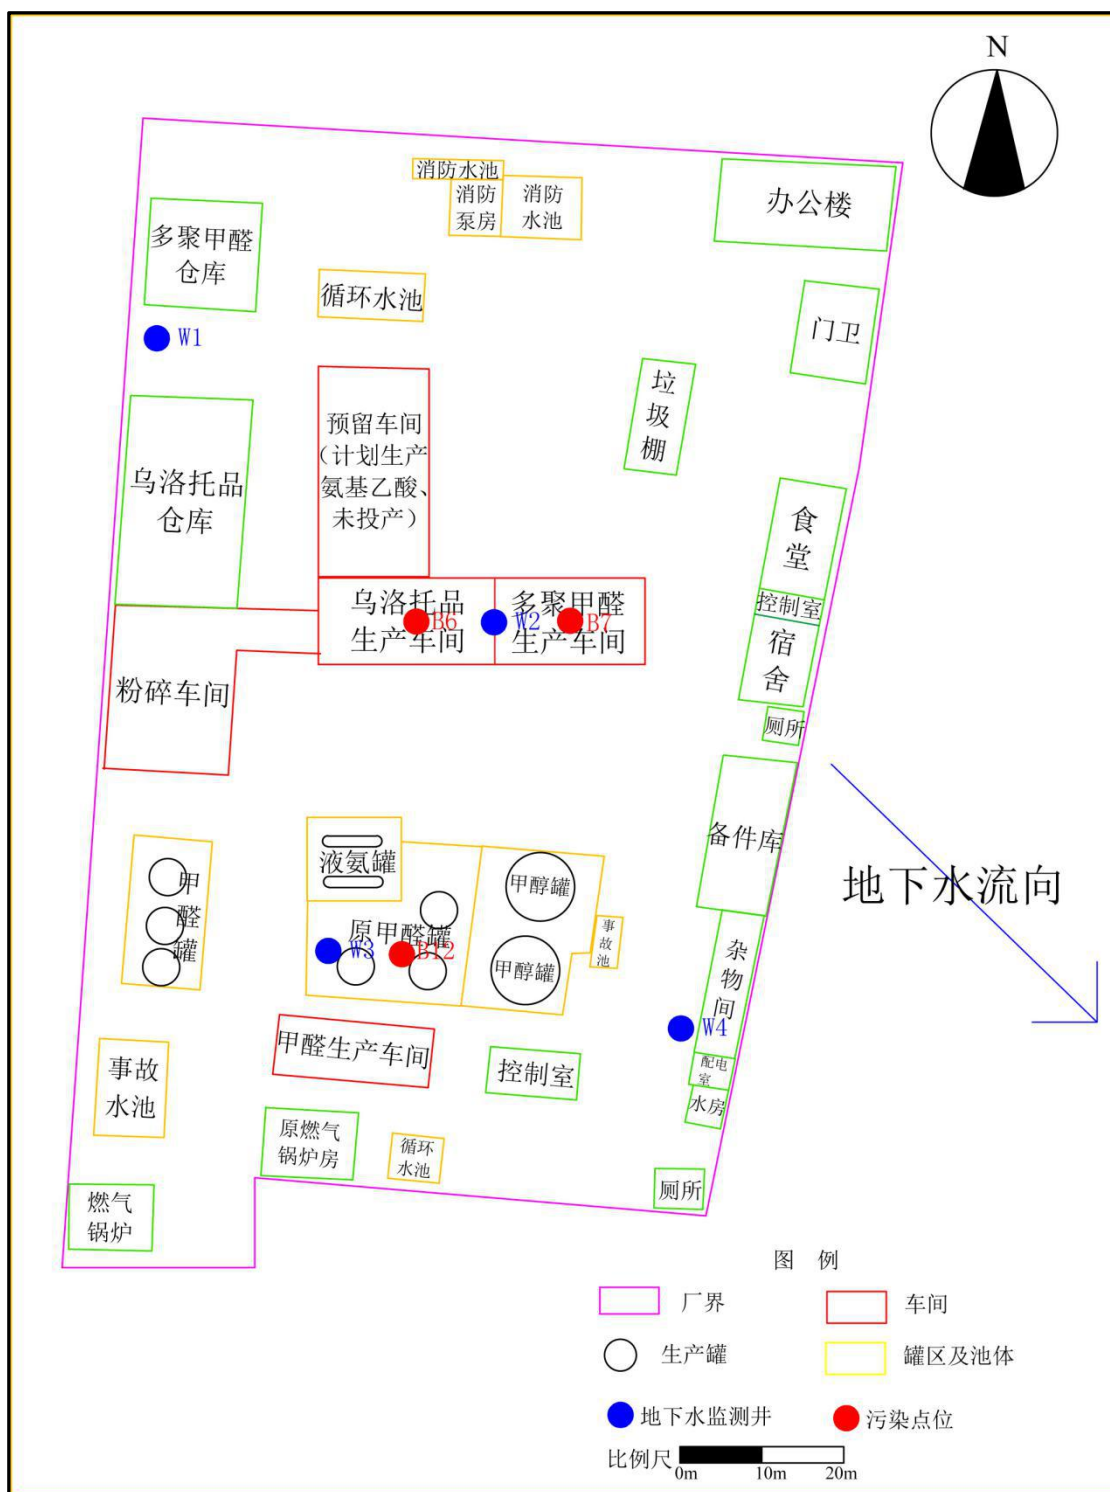 N
消防水池
消防
泵房
消防
水池
办公楼
多聚甲醛
仓库
循环水池
门卫
W1
垃
圾
棚
预留车间
（计划生产
氨基乙酸、
未投产）
乌洛托品
仓库
食
堂
控制室
宿
舍
厕所
乌洛托品
生产车间
B6
W2
多聚甲醛
生产车间
B7
粉碎车间
备件库
地下水流向
液氨罐
甲醇罐
甲
醛
罐
原甲醛罐
W3
B12
甲醇罐
事
故
池
杂
物
间
W4
甲醛生产车间
控制室
配电
室
水房
事故
水池
原燃气
锅炉房
循环
水池
厕所
燃气
锅炉
图 例
厂界
车间
生产罐
罐区及池体
地下水监测井
污染点位
比例尺
0m 10m 20m